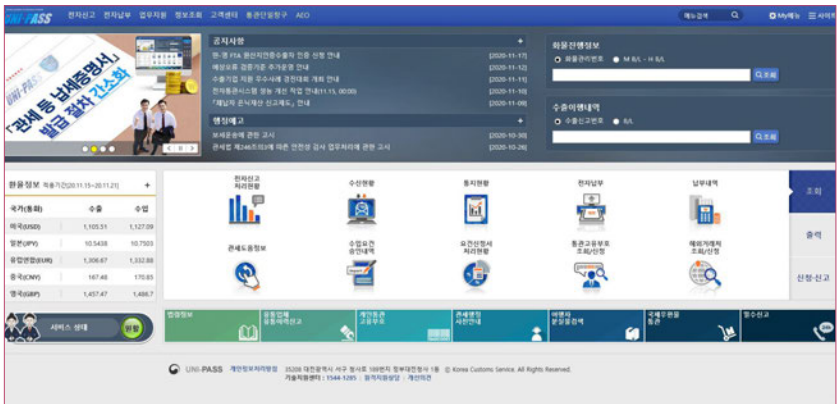 UNI-PASS
전자신고 전자납부 업무지원 정보조회 고객센터 통관단일창구 AEO
메뉴검색
My메뉴
사이트
UNI-PASS
「관세 등 납세증명서」
발급 절차 간소화
공지사항 +
한-영 FTA 원산지인증수출자 인증 신청 안내 [2020-11-17]
예상오류 검증기준 추가운영 안내 [2020-11-12]
수출기업 지원 우수사례 경진대회 개최 안내 [2020-11-11]
전자통관시스템 성능 개선 작업 안내(11.13, 00:00) [2020-11-10]
「체납자 은닉재산 신고제도」 안내 [2020-11-09]
행정예고 +
보세운송에 관한 고시 [2020-10-30]
관세법 제246조의3에 따른 안전성 검사 업무처리에 관한 고시 [2020-10-26]
화물진행정보
화물관리번호 M B/L - H B/L
조회
수출이행내역
수출신고번호 B/L
조회
환율정보 적용기간[20.11.15~20.11.21] +
국가(통화) 수출 수입
미국(USD) 1,105.51 1,127.09
일본(JPY) 10.5438 10.7503
유럽연합(EUR) 1,306.67 1,332.88
중국(CNY) 167.48 170.85
영국(GBP) 1,457.47 1,486.7
전자신고
처리현황
수신현황
통지현황
전자납부
납부내역
관세도움정보
수입요건
승인내역
요건신청서
처리현황
통관고유부호
조회/신청
해외거래처
조회/신청
조회
출력
신청·신고
서비스 상태
원활
법령정보
유통업체
유통이력신고
개인통관
고유부호
관세행정
사전안내
여행자
분실물검색
국제우편물
통관
밀수신고
24h
UNI-PASS 개인정보처리방침 35208 대전광역시 서구 청사로 189번지 정부대전청사 1동 ⓒ Korea Customs Service. All Rights Reserved.
기술지원센터 : 1544-1285 | 원격지원상담 | 개선의견